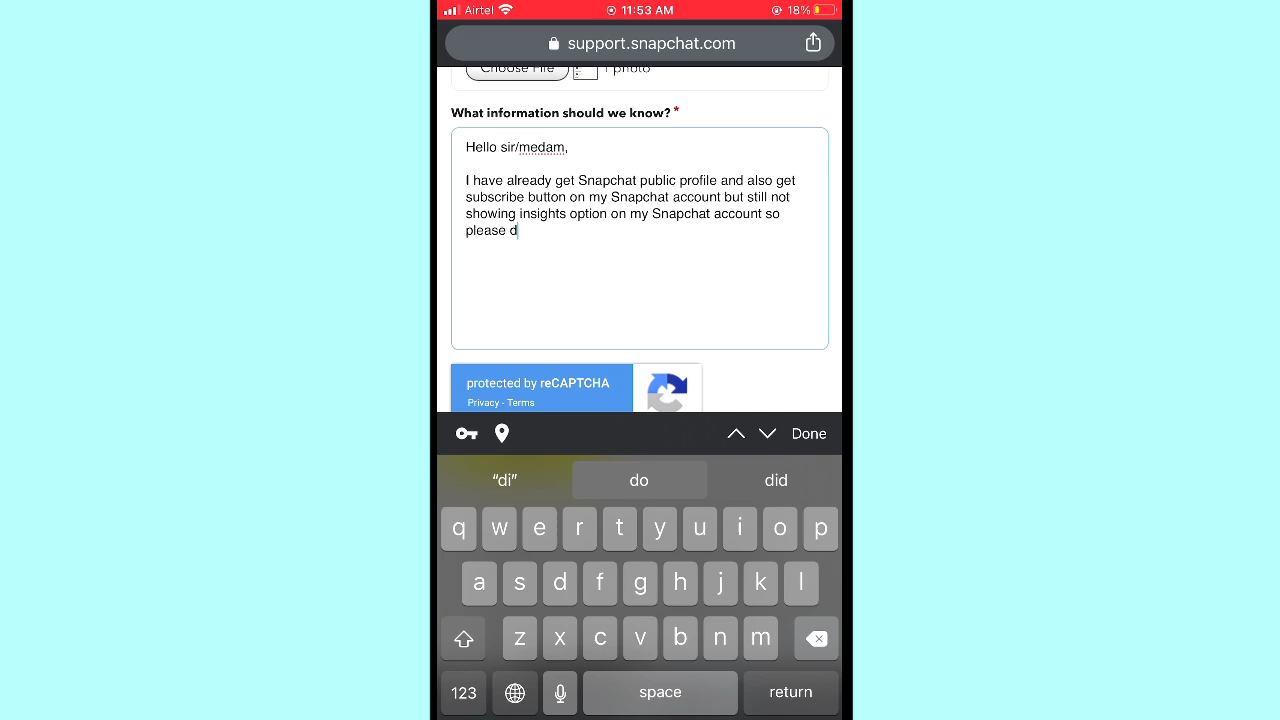 Airtel 11:53 AM 18%
support.snapchat.com
Choose File 1 photo
What information should we know? *
Hello sir/medam,
I have already get Snapchat public profile and also get
subscribe button on my Snapchat account but still not
showing insights option on my Snapchat account so
please d
protected by reCAPTCHA
Privacy - Terms
Done
“di” do did
q w e r t y u i o p
a s d f g h j k l
z x c v b n m
123 space return